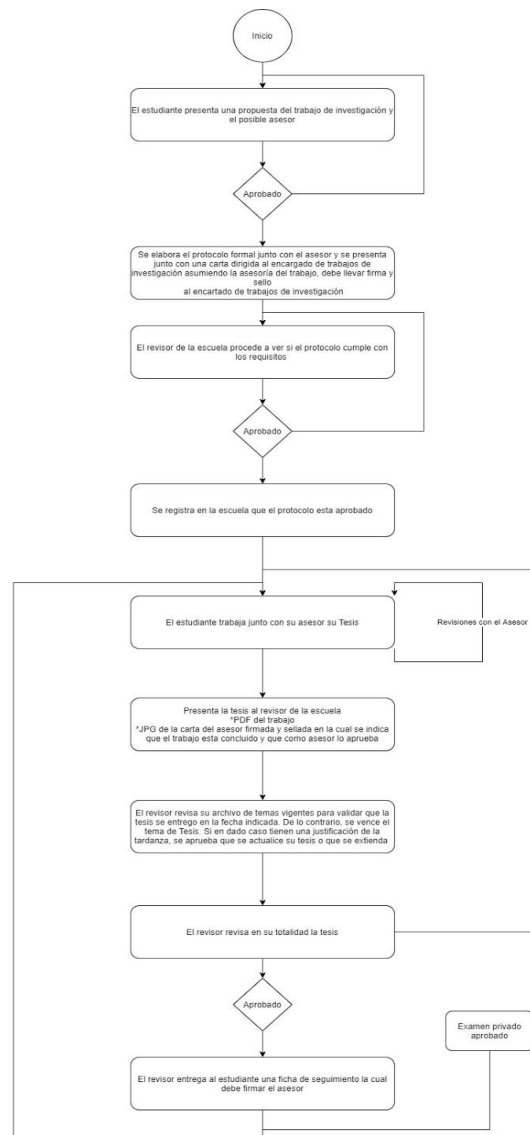 Inicio
El estudiante presenta una propuesta del trabajo de investigación y
el posible asesor
Aprobado
Se elabora el protocolo formal junto con el asesor y se presenta
junto con una carta dirigida al encargado de trabajos de
investigación asumiendo la asesoría del trabajo, debe llevar firma y
sello
al encartado de trabajos de investigación
El revisor de la escuela procede a ver si el protocolo cumple con
los requisitos
Aprobado
Se registra en la escuela que el protocolo esta aprobado
El estudiante trabaja junto con su asesor su Tesis
Revisiones con el Asesor
Presenta la tesis al revisor de la escuela
*PDF del trabajo
*JPG de la carta del asesor firmada y sellada en la cual se indica
que el trabajo esta concluido y que como asesor lo aprueba
El revisor revisa su archivo de temas vigentes para validar que la
tesis se entrego en la fecha indicada. De lo contrario, se vence el
tema de Tesis. Si en dado caso tienen una justificación de la
tardanza, se aprueba que se actualice su tesis o que se extienda
El revisor revisa en su totalidad la tesis
Aprobado
Examen privado
aprobado
El revisor entrega al estudiante una ficha de seguimiento la cual
debe firmar el asesor